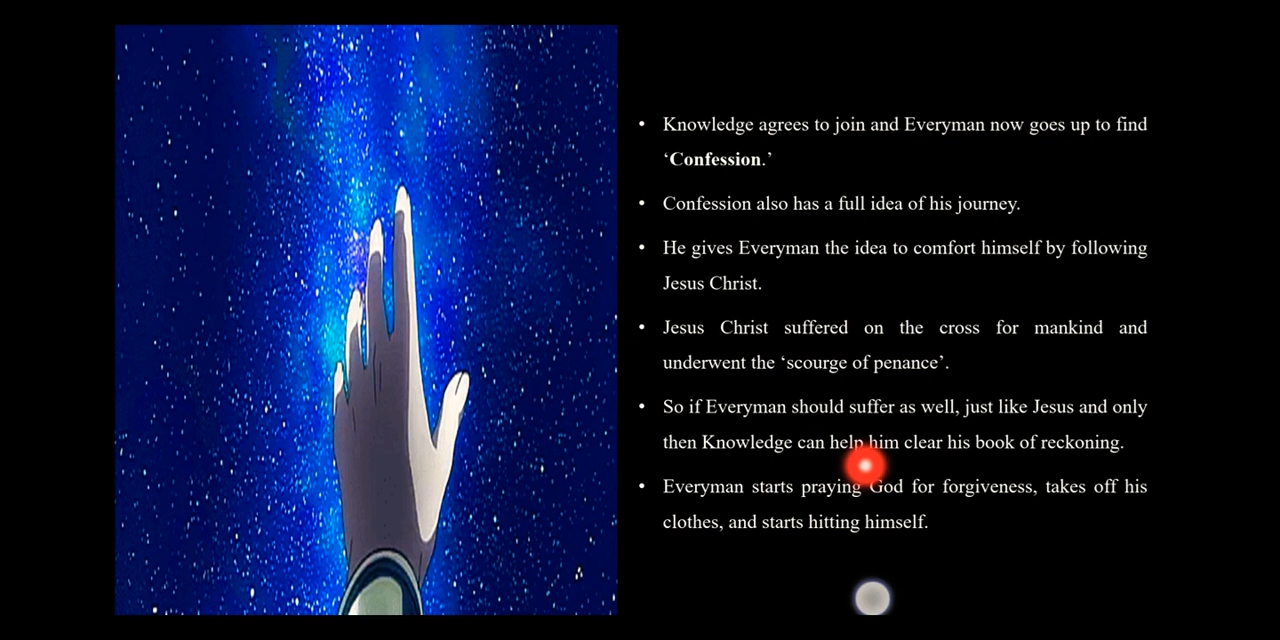 • Knowledge agrees to join and Everyman now goes up to find
‘Confession.’
• Confession also has a full idea of his journey.
• He gives Everyman the idea to comfort himself by following
Jesus Christ.
• Jesus Christ suffered on the cross for mankind and
underwent the ‘scourge of penance’.
• So if Everyman should suffer as well, just like Jesus and only
then Knowledge can help him clear his book of reckoning.
• Everyman starts praying God for forgiveness, takes off his
clothes, and starts hitting himself.